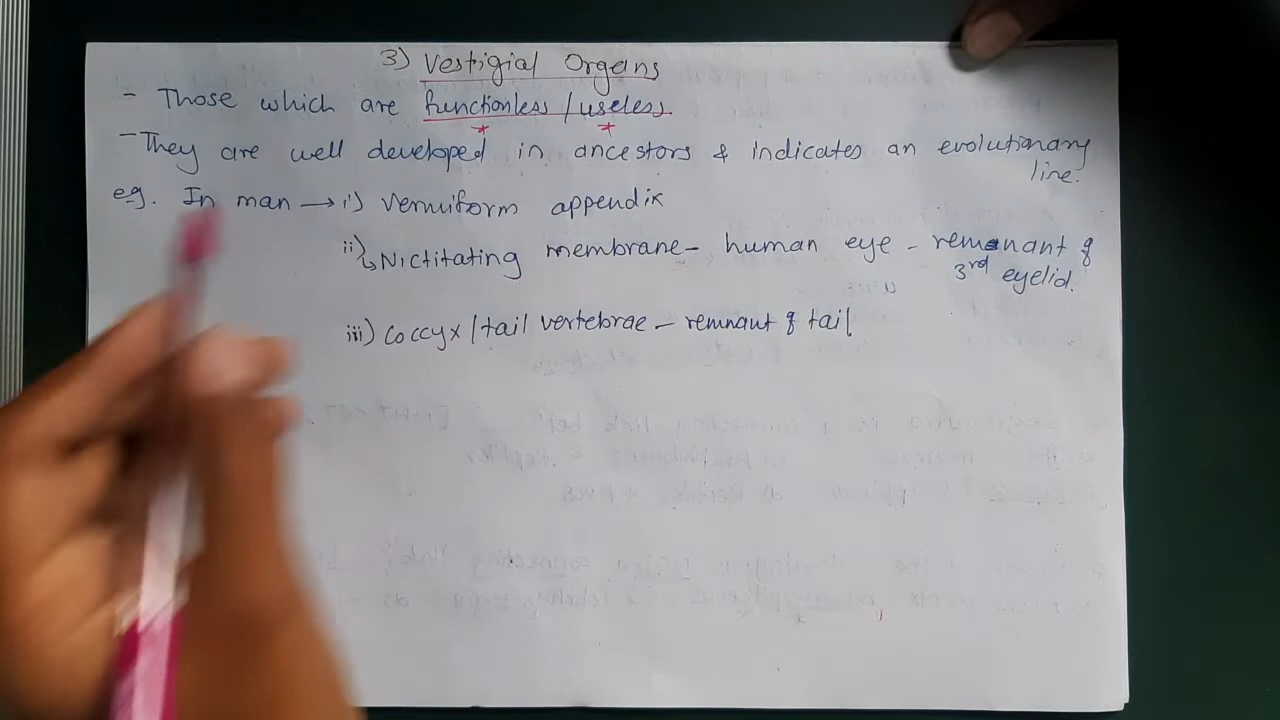 3) Vestigial Organs
- Those which are functionless / useless.
- They are well developed in ancestors & indicates an evolutionary line.
eg. In man → i) Vermiform appendix
ii) ↳ Nictitating membrane - human eye - remanant of 3rd eyelid.
iii) Coccyx / tail vertebrae - remnant of tail